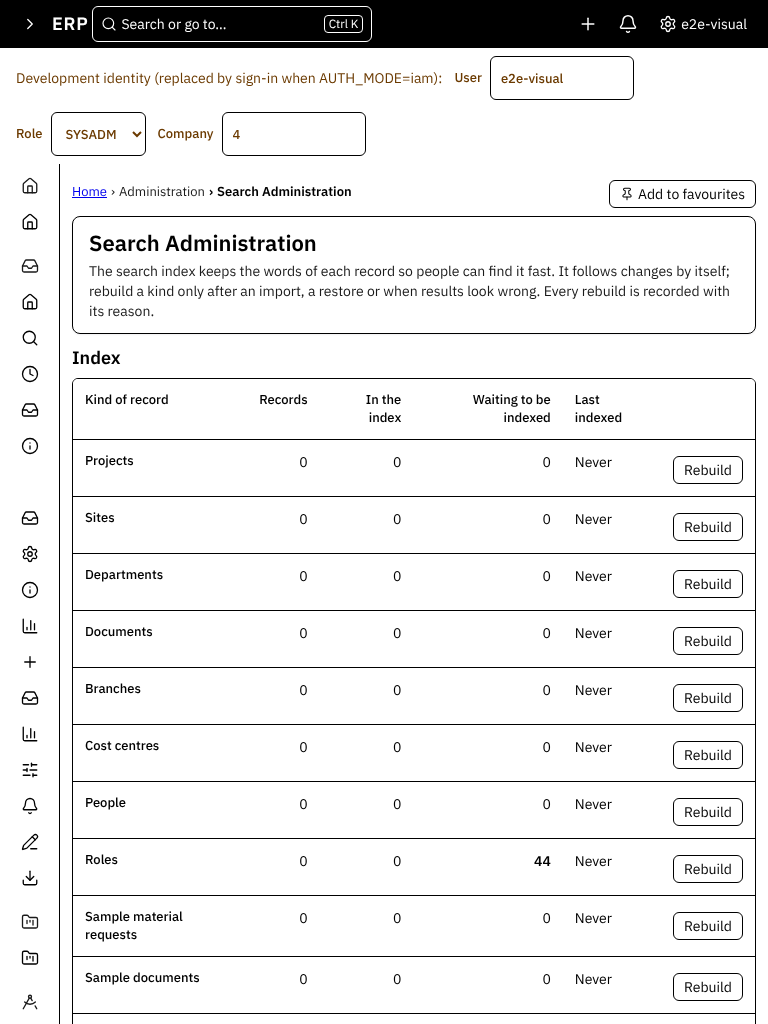 ERP Search or go to... Ctrl K e2e-visual
Development identity (replaced by sign-in when AUTH_MODE=iam): User e2e-visual
Role SYSADM Company 4
Home › Administration › Search Administration
Add to favourites
Search Administration
The search index keeps the words of each record so people can find it fast. It follows changes by itself;
rebuild a kind only after an import, a restore or when results look wrong. Every rebuild is recorded with
its reason.
Index
Kind of record Records In the index Waiting to be indexed Last indexed
Projects 0 0 0 Never Rebuild
Sites 0 0 0 Never Rebuild
Departments 0 0 0 Never Rebuild
Documents 0 0 0 Never Rebuild
Branches 0 0 0 Never Rebuild
Cost centres 0 0 0 Never Rebuild
People 0 0 0 Never Rebuild
Roles 0 0 44 Never Rebuild
Sample material requests 0 0 0 Never Rebuild
Sample documents 0 0 0 Never Rebuild